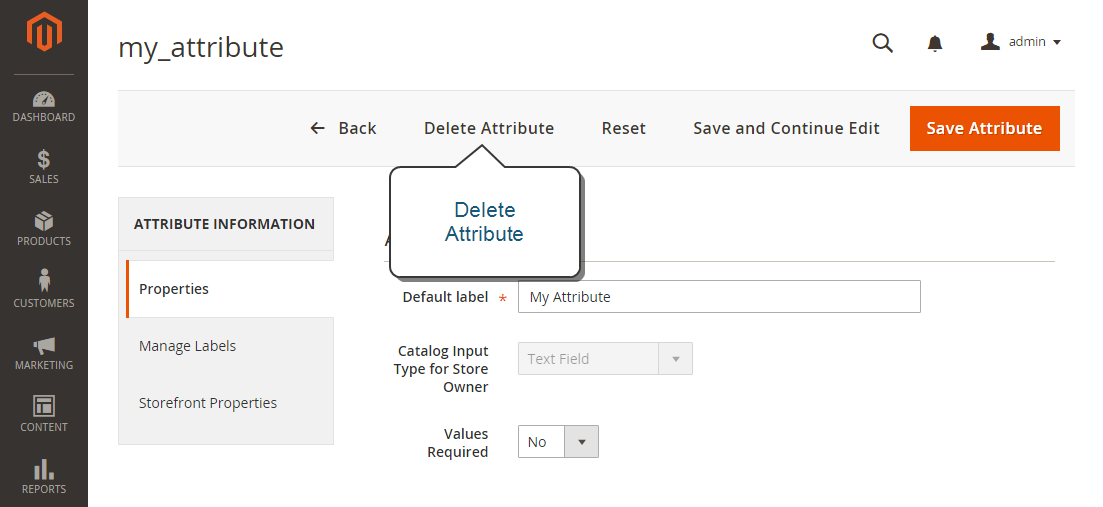 my_attribute
admin
← Back
Delete Attribute
Reset
Save and Continue Edit
Save Attribute
DASHBOARD
SALES
PRODUCTS
CUSTOMERS
MARKETING
CONTENT
REPORTS
ATTRIBUTE INFORMATION
Properties
Manage Labels
Storefront Properties
Delete
Attribute
Default label *
My Attribute
Catalog Input
Type for Store
Owner
Text Field
Values
Required
No